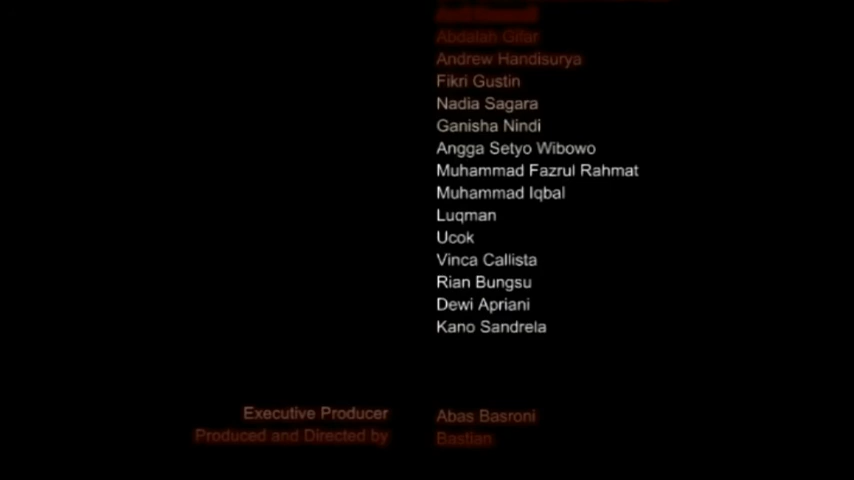 Abdalah Gifar
Andrew Handisurya
Fikri Gustin
Nadia Sagara
Ganisha Nindi
Angga Setyo Wibowo
Muhammad Fazrul Rahmat
Muhammad Iqbal
Luqman
Ucok
Vinca Callista
Rian Bungsu
Dewi Apriani
Kano Sandrela
Executive Producer Abas Basroni
Produced and Directed by Bastian